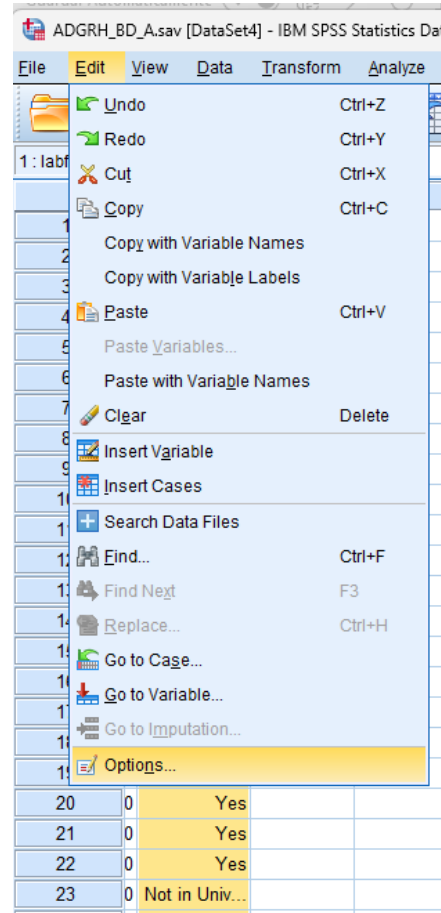 ADGRH_BD_A.sav [DataSet4] - IBM SPSS Statistics Da
File Edit View Data Transform Analyze
Undo Ctrl+Z
1 : labf
Redo Ctrl+Y
Cut Ctrl+X
Copy Ctrl+C
Copy with Variable Names
Copy with Variable Labels
Paste Ctrl+V
Paste Variables...
Paste with Variable Names
Clear Delete
Insert Variable
Insert Cases
Search Data Files
Find... Ctrl+F
Find Next F3
Replace... Ctrl+H
Go to Case...
Go to Variable...
Go to Imputation...
Options...
20 0 Yes
21 0 Yes
22 0 Yes
23 0 Not in Univ...